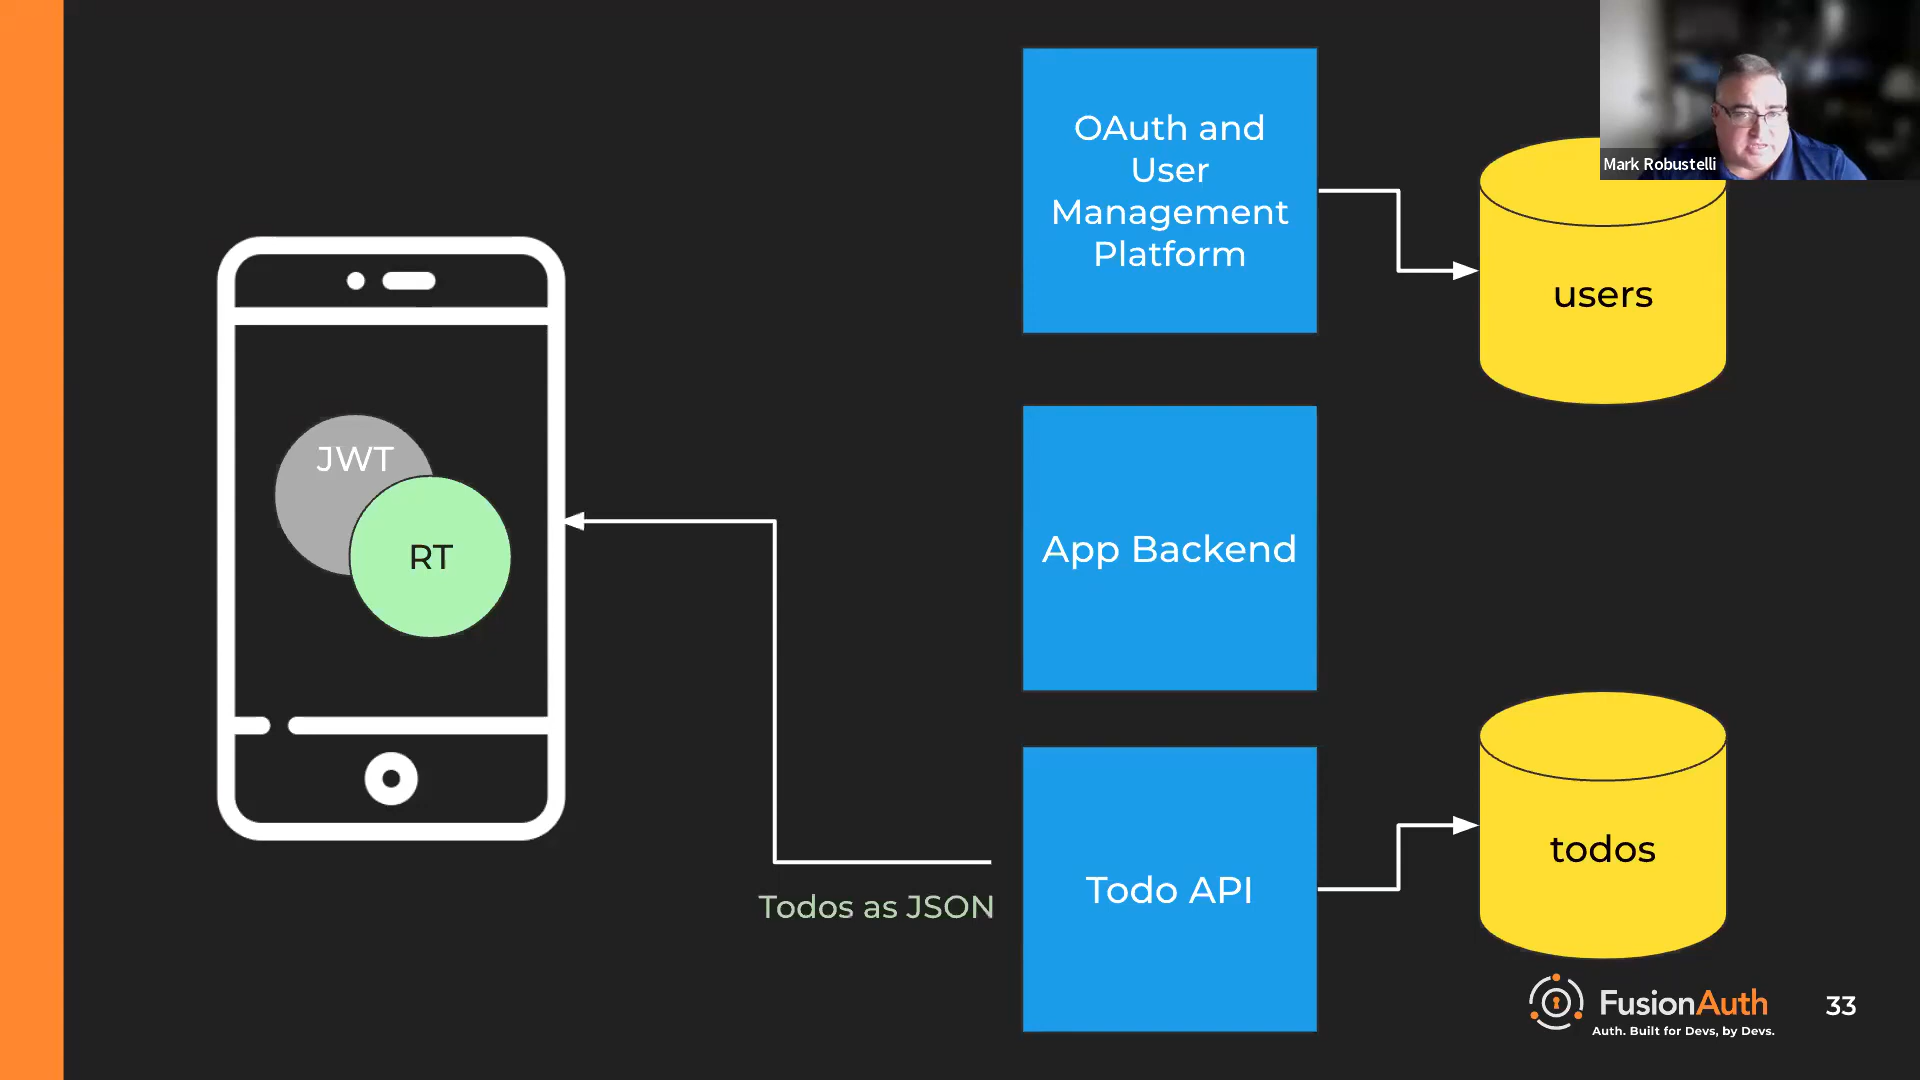 OAuth and
User
Management
Platform
Mark Robustelli
users
JWT
RT
App Backend
Todos as JSON
Todo API
todos
FusionAuth
Auth. Built for Devs, by Devs.
33